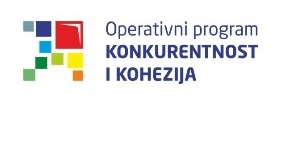 Operativni program
KONKURENTNOST
I KOHEZIJA